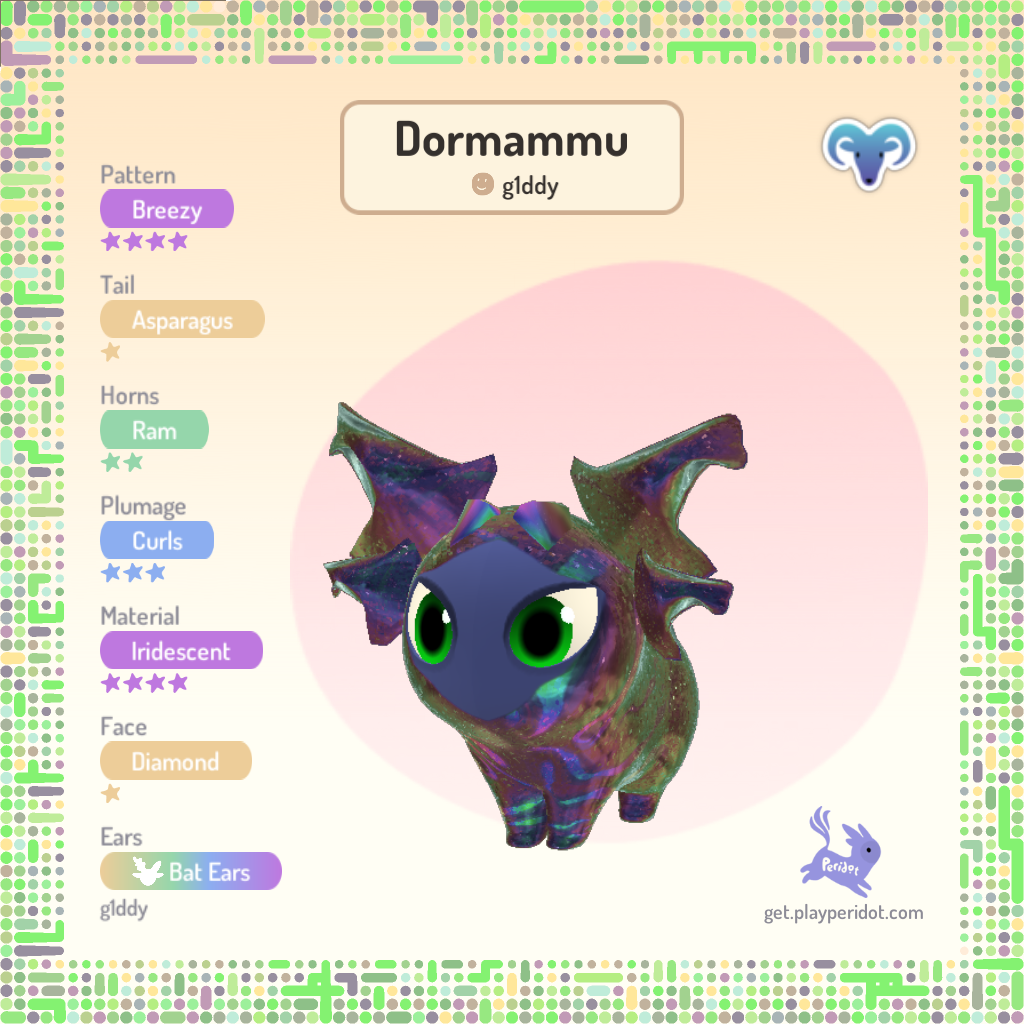 Dormammu
g1ddy
Pattern
Breezy
Tail
Asparagus
Horns
Ram
Plumage
Curls
Material
Iridescent
Face
Diamond
Ears
Bat Ears
g1ddy
Peridot
get.playperidot.com